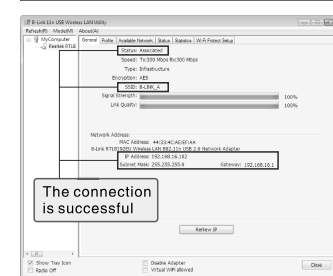 B-Link 11n USB Wireless LAN Utility
Refresh(R) Mode(M) About(A)
MyComputer
Realtek RTL8
General Profile Available Network Status Statistics Wi-Fi Protect Setup
Status: Associated
Speed: Tx:300 Mbps Rx:300 Mbps
Type: Infrastructure
Encryption: AES
SSID: B-LINK_A
Signal Strength: 100%
Link Quality: 100%
Network Address:
MAC Address: 44:33:4C:AE:EF:AA
B-Link RTL8192EU Wireless LAN 802.11n USB 2.0 Network Adapter
IP Address: 192.168.16.102
Subnet Mask: 255.255.255.0 Gateway: 192.168.16.1
The connection
is successful
ReNew IP
Show Tray Icon
Radio Off
Disable Adapter
Virtual WiFi allowed
Close